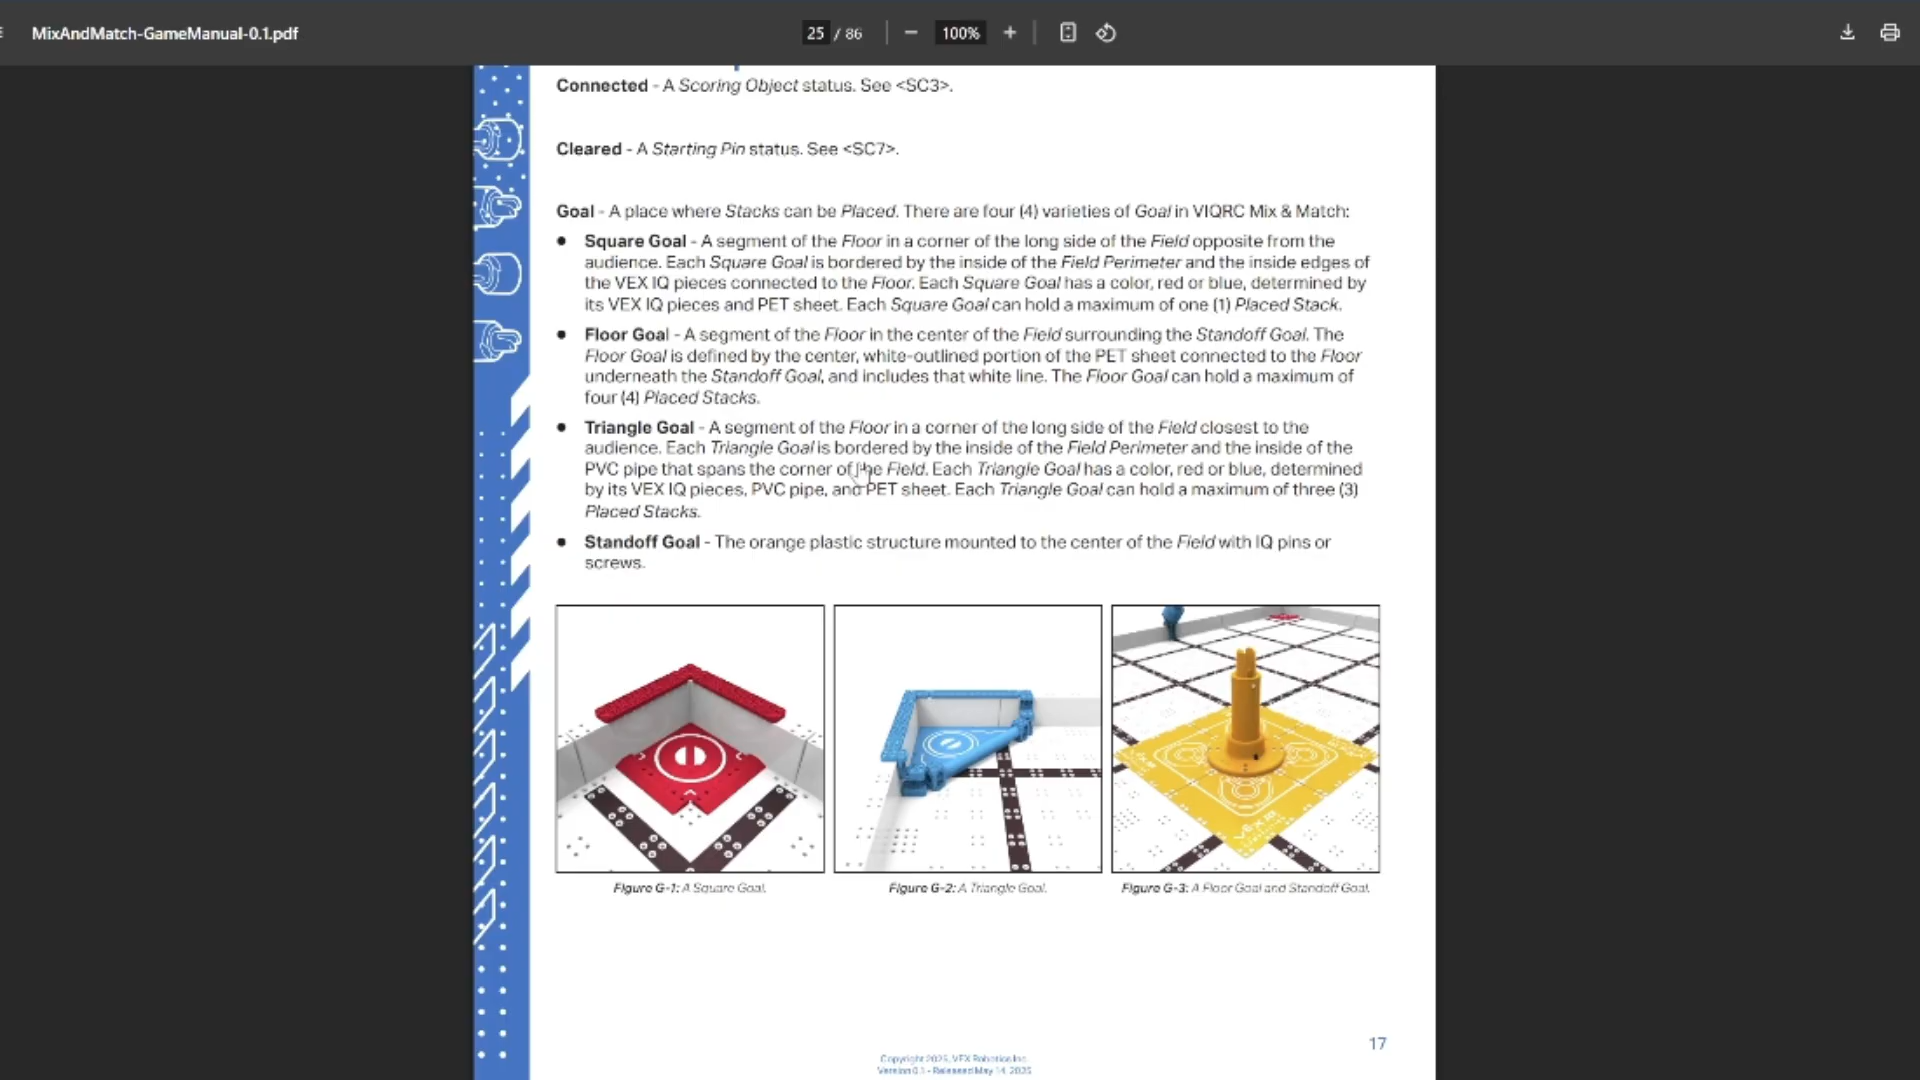 MixAndMatch-GameManual-0.1.pdf
25 / 86
100%
Connected - A Scoring Object status. See <SC3>.
Cleared - A Starting Pin status. See <SC7>.
Goal - A place where Stacks can be Placed. There are four (4) varieties of Goal in VIQRC Mix & Match:
● Square Goal - A segment of the Floor in a corner of the long side of the Field opposite from the
audience. Each Square Goal is bordered by the inside of the Field Perimeter and the inside edges of
the VEX IQ pieces connected to the Floor. Each Square Goal has a color, red or blue, determined by
its VEX IQ pieces and PET sheet. Each Square Goal can hold a maximum of one (1) Placed Stack.
● Floor Goal - A segment of the Floor in the center of the Field surrounding the Standoff Goal. The
Floor Goal is defined by the center, white-outlined portion of the PET sheet connected to the Floor
underneath the Standoff Goal, and includes that white line. The Floor Goal can hold a maximum of
four (4) Placed Stacks.
● Triangle Goal - A segment of the Floor in a corner of the long side of the Field closest to the
audience. Each Triangle Goal is bordered by the inside of the Field Perimeter and the inside of the
PVC pipe that spans the corner of the Field. Each Triangle Goal has a color, red or blue, determined
by its VEX IQ pieces, PVC pipe, and PET sheet. Each Triangle Goal can hold a maximum of three (3)
Placed Stacks.
● Standoff Goal - The orange plastic structure mounted to the center of the Field with IQ pins or
screws.
Figure G-1: A Square Goal.
Figure G-2: A Triangle Goal.
Figure G-3: A Floor Goal and Standoff Goal.
17
Copyright 2025, VEX Robotics Inc.
Version 0.1 - Released May 14, 2025